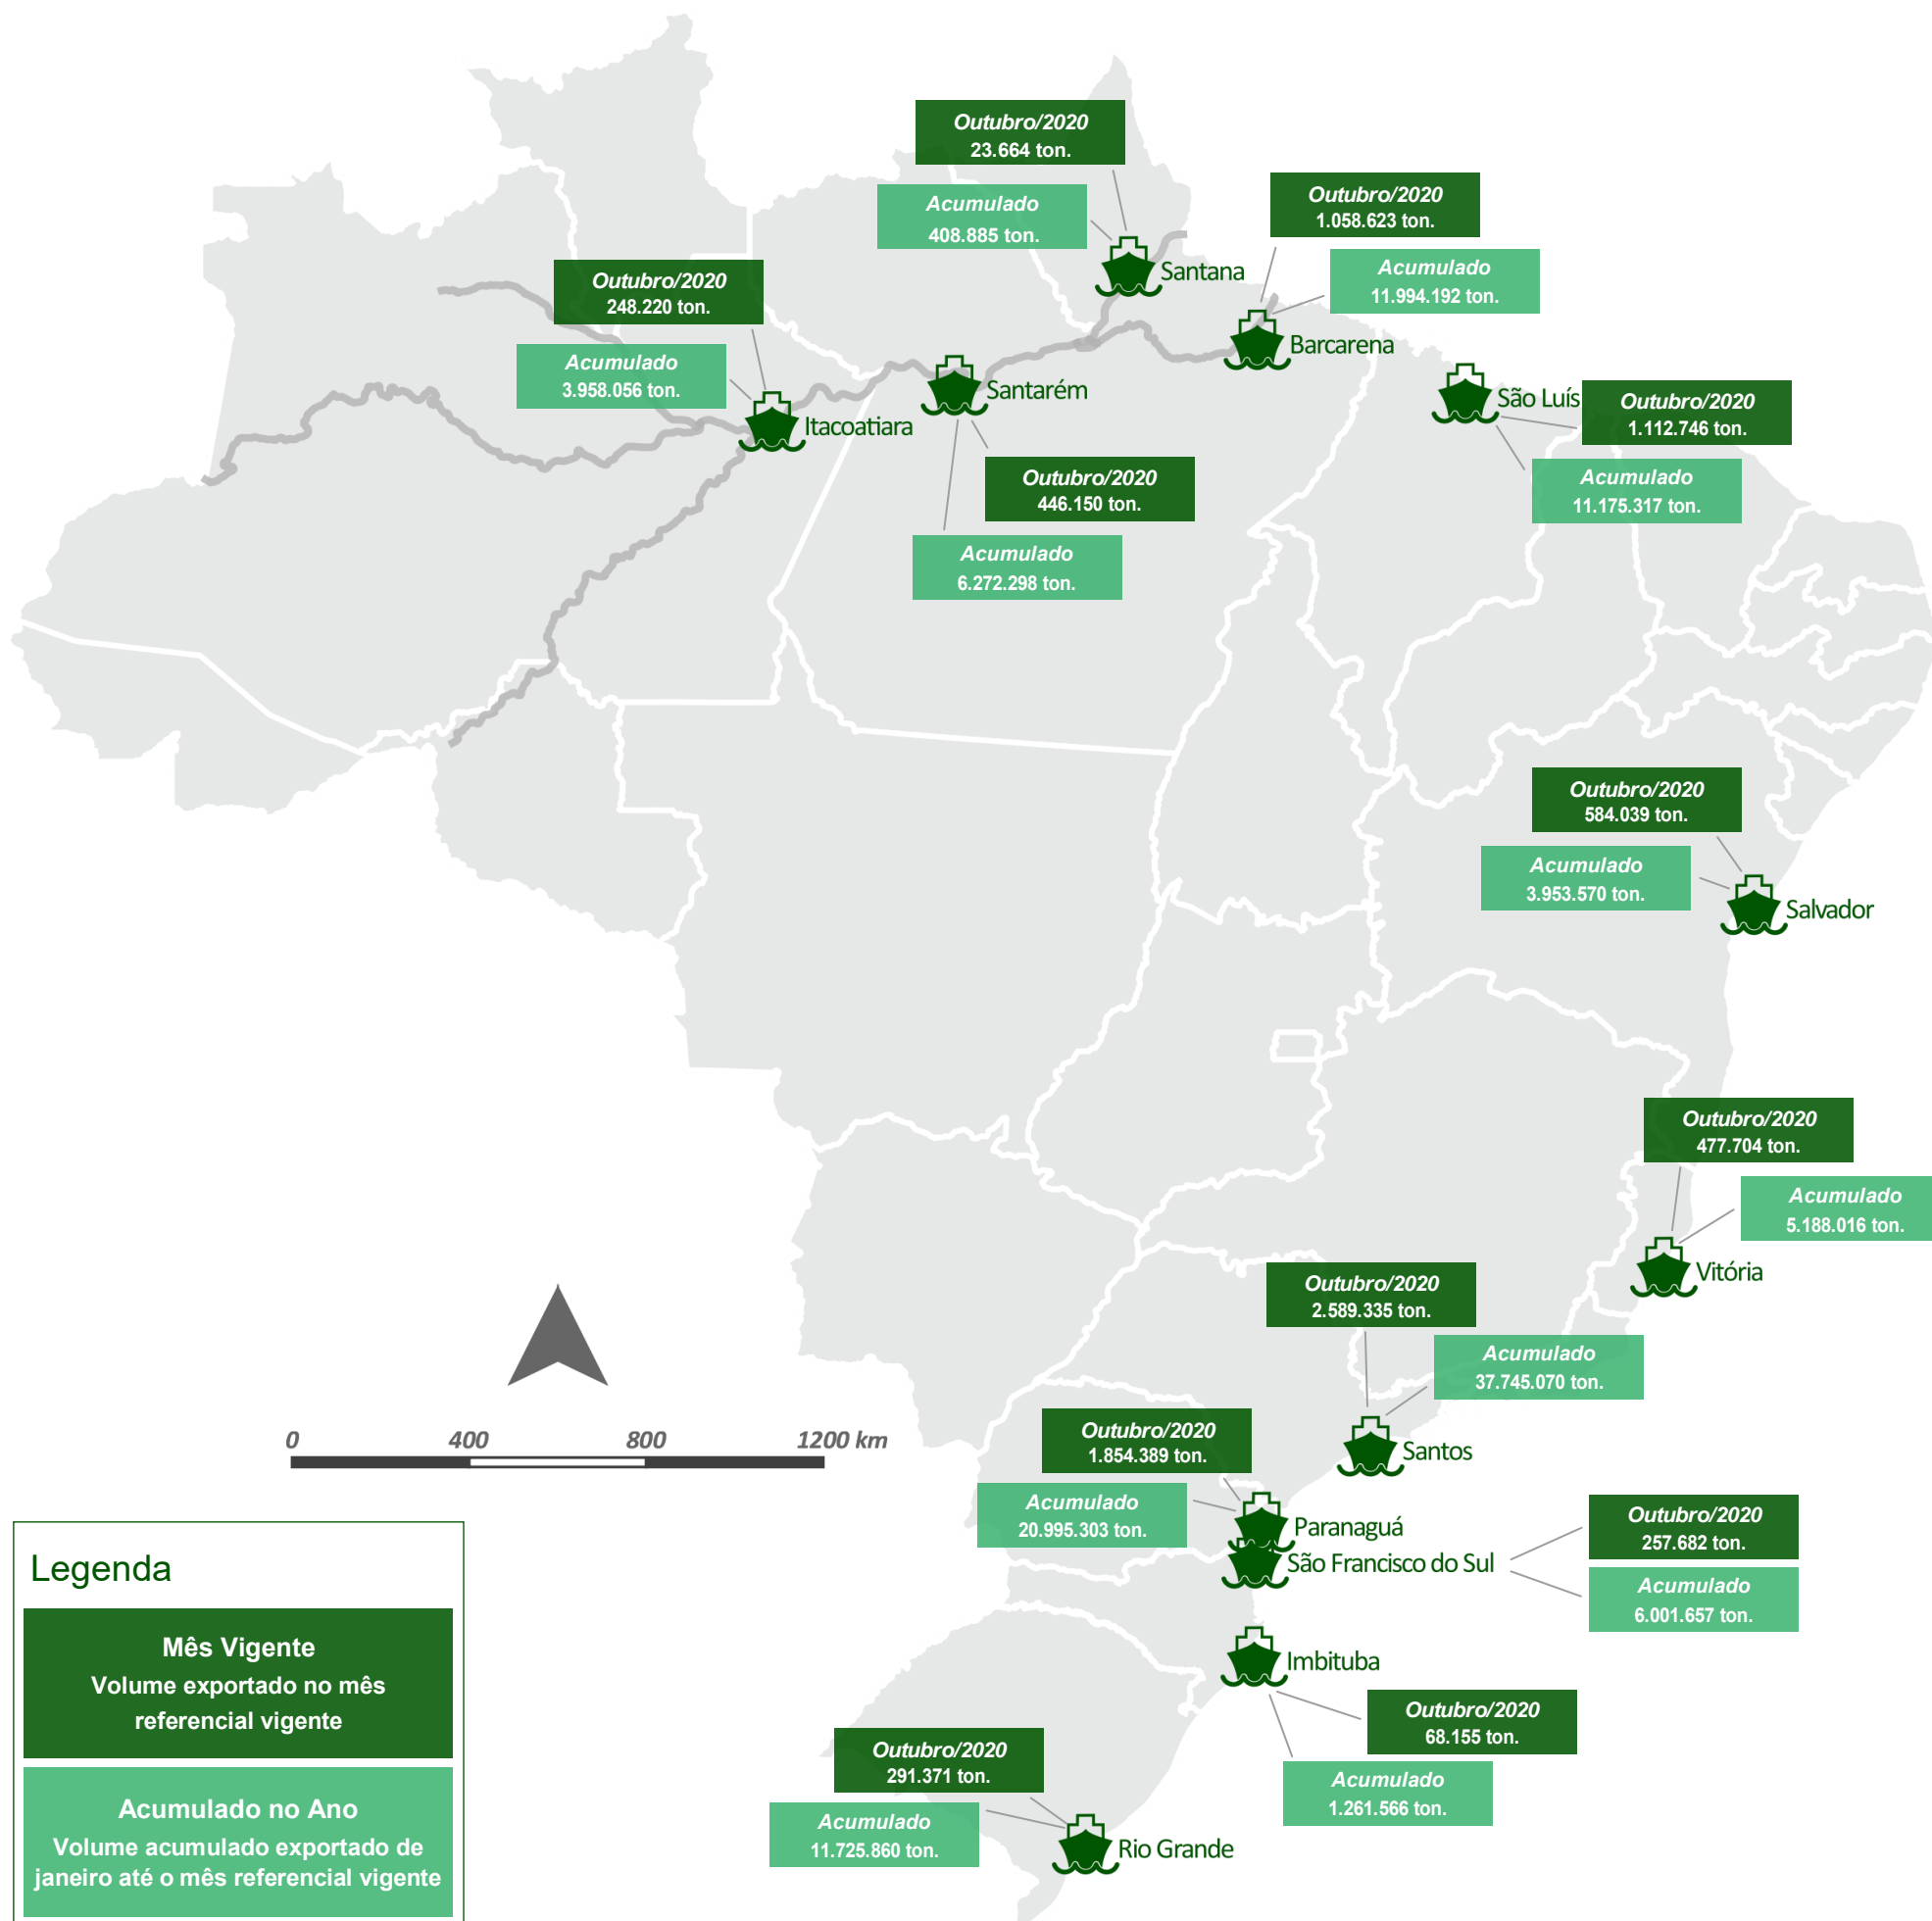 Outubro/2020
23.664 ton.
Acumulado
408.885 ton.
Santana
Outubro/2020
1.058.623 ton.
Acumulado
11.994.192 ton.
Barcarena
Outubro/2020
248.220 ton.
Acumulado
3.958.056 ton.
Itacoatiara
Santarém
Outubro/2020
446.150 ton.
Acumulado
6.272.298 ton.
São Luís
Outubro/2020
1.112.746 ton.
Acumulado
11.175.317 ton.
Outubro/2020
584.039 ton.
Acumulado
3.953.570 ton.
Salvador
Outubro/2020
477.704 ton.
Acumulado
5.188.016 ton.
Vitória
Outubro/2020
2.589.335 ton.
Acumulado
37.745.070 ton.
Santos
Outubro/2020
1.854.389 ton.
Acumulado
20.995.303 ton.
Paranaguá
São Francisco do Sul
Outubro/2020
257.682 ton.
Acumulado
6.001.657 ton.
Imbituba
Outubro/2020
68.155 ton.
Acumulado
1.261.566 ton.
Outubro/2020
291.371 ton.
Acumulado
11.725.860 ton.
Rio Grande
0 400 800 1200 km
Legenda
Mês Vigente
Volume exportado no mês
referencial vigente
Acumulado no Ano
Volume acumulado exportado de
janeiro até o mês referencial vigente